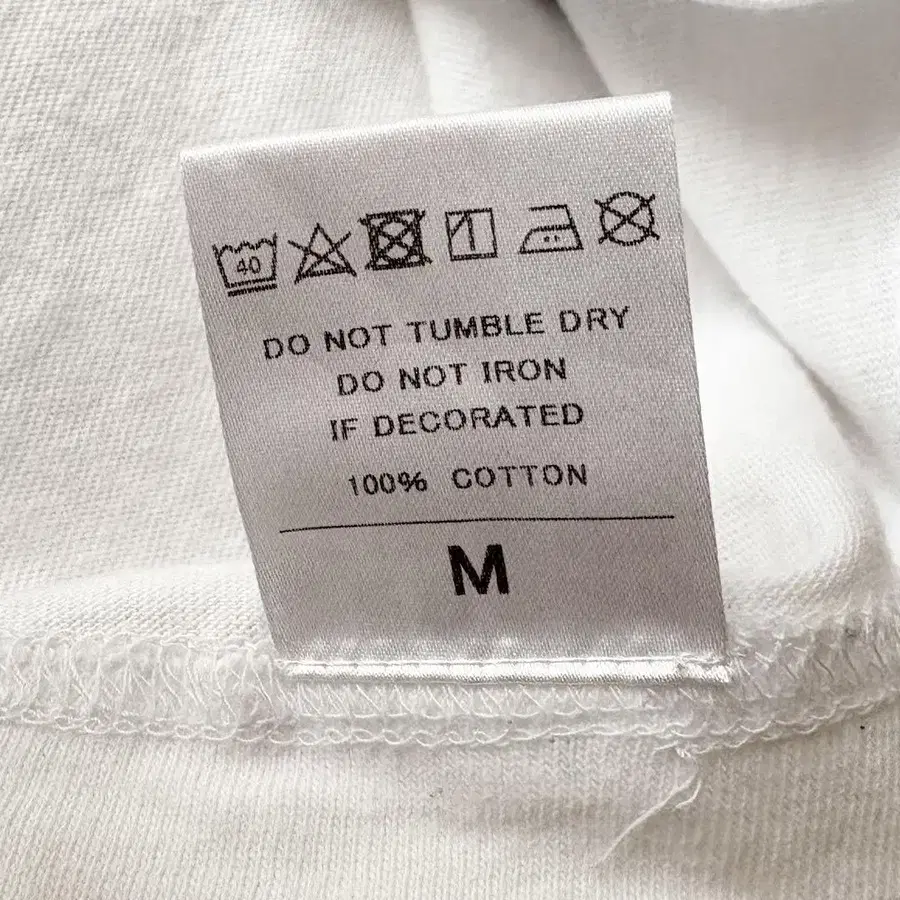 40
DO NOT TUMBLE DRY
DO NOT IRON
IF DECORATED
100% COTTON
M